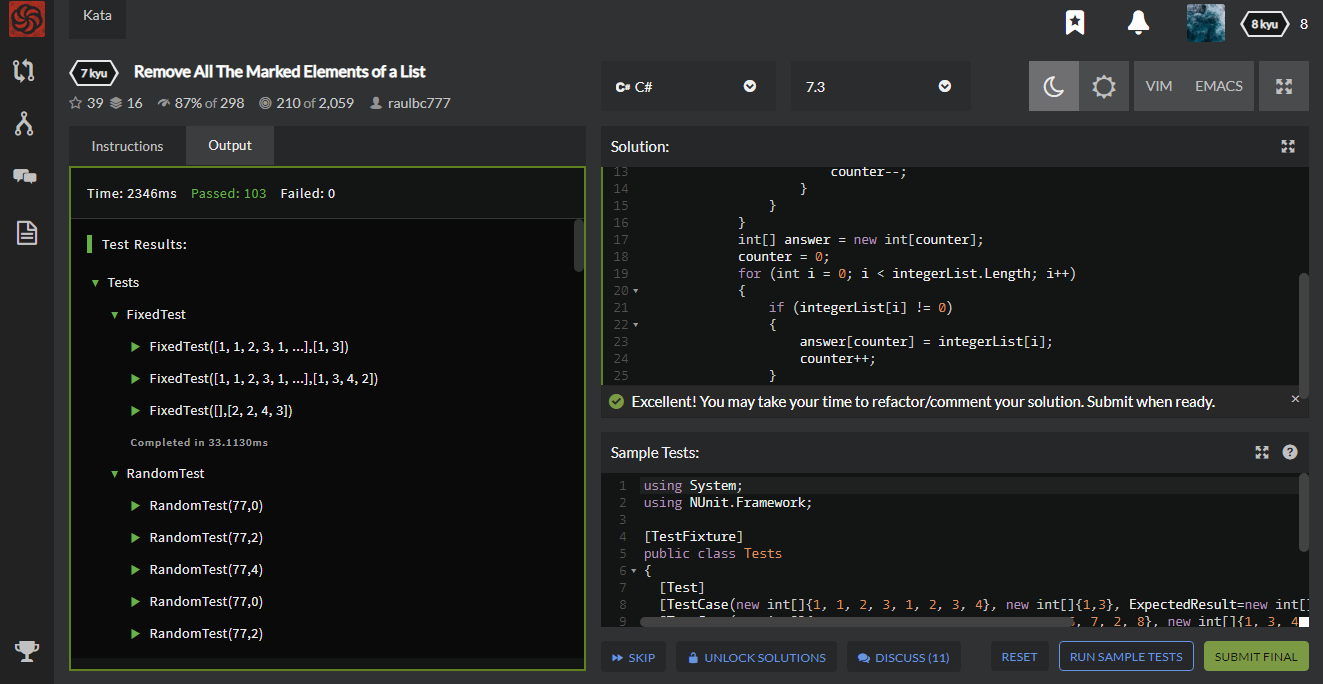 Kata
8 kyu 8
7 kyu Remove All The Marked Elements of a List
39 16 87% of 298 210 of 2,059 raulbc777
C# C#
7.3
VIM EMACS
Instructions Output
Time: 2346ms Passed: 103 Failed: 0
Test Results:
Tests
FixedTest
FixedTest([1, 1, 2, 3, 1, ...],[1, 3])
FixedTest([1, 1, 2, 3, 1, ...],[1, 3, 4, 2])
FixedTest([],[2, 2, 4, 3])
Completed in 33.1130ms
RandomTest
RandomTest(77,0)
RandomTest(77,2)
RandomTest(77,4)
RandomTest(77,0)
RandomTest(77,2)
Solution:
13 counter--;
14 }
15 }
16 }
17 int[] answer = new int[counter];
18 counter = 0;
19 for (int i = 0; i < integerList.Length; i++)
20 {
21 if (integerList[i] != 0)
22 {
23 answer[counter] = integerList[i];
24 counter++;
25 }
Excellent! You may take your time to refactor/comment your solution. Submit when ready.
Sample Tests:
1 using System;
2 using NUnit.Framework;
3
4 [TestFixture]
5 public class Tests
6 {
7 [Test]
8 [TestCase(new int[]{1, 1, 2, 3, 1, 2, 3, 4}, new int[]{1,3}, ExpectedResult=new int[]
9 7, 2, 8}, new int[]{1, 3, 4
SKIP UNLOCK SOLUTIONS DISCUSS (11) RESET RUN SAMPLE TESTS SUBMIT FINAL